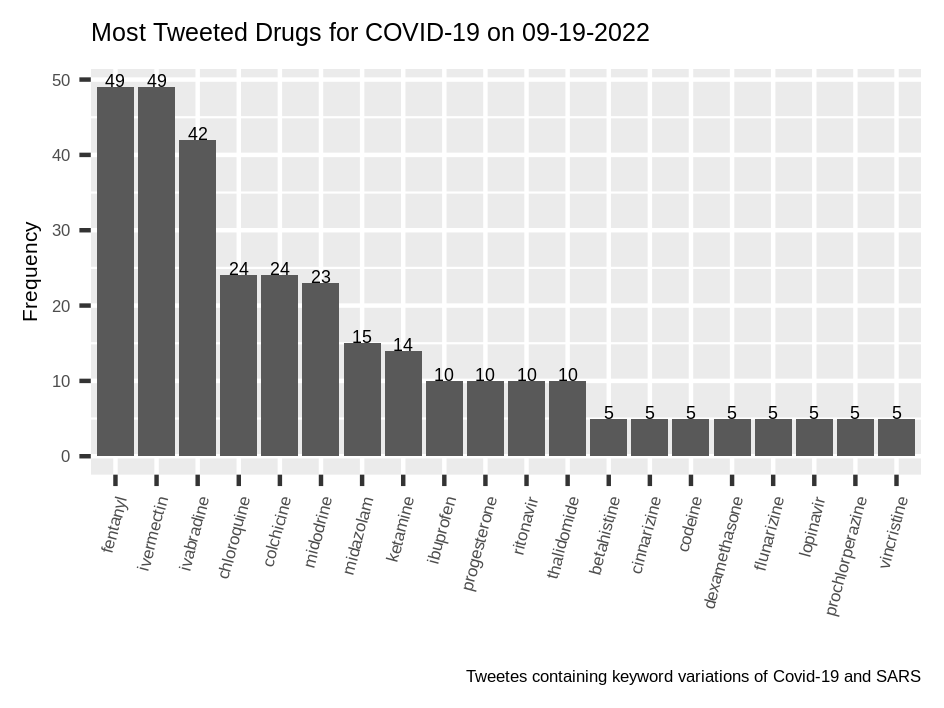 Most Tweeted Drugs for COVID-19 on 09-19-2022
Frequency
50
40
30
20
10
0
49 49 42 24 24 23 15 14 10 10 10 10 5 5 5 5 5 5 5 5
fentanyl
ivermectin
ivabradine
chloroquine
colchicine
midodrine
midazolam
ketamine
ibuprofen
progesterone
ritonavir
thalidomide
betahistine
cinnarizine
codeine
dexamethasone
flunarizine
lopinavir
prochlorperazine
vincristine
Tweetes containing keyword variations of Covid-19 and SARS